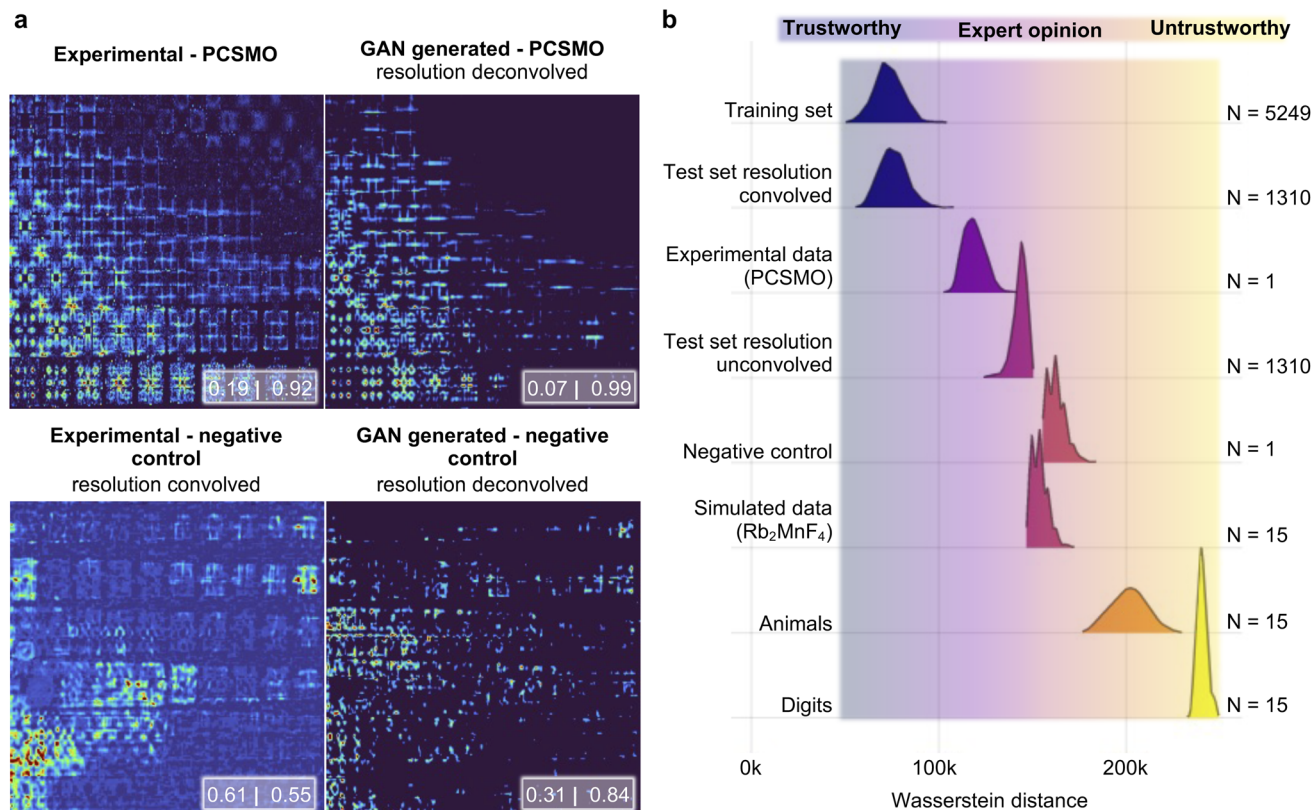 a
Experimental - PCSMO
GAN generated - PCSMO
resolution deconvolved
0.19 | 0.92
0.07 | 0.99
Experimental - negative
control
resolution convolved
GAN generated - negative
control
resolution deconvolved
0.61 | 0.55
0.31 | 0.84
b
Trustworthy
Expert opinion
Untrustworthy
Training set
N = 5249
Test set resolution
convolved
N = 1310
Experimental data
(PCSMO)
N = 1
Test set resolution
unconvolved
N = 1310
Negative control
N = 1
Simulated data
(Rb₂MnF₄)
N = 15
Animals
N = 15
Digits
N = 15
0k
100k
200k
Wasserstein distance